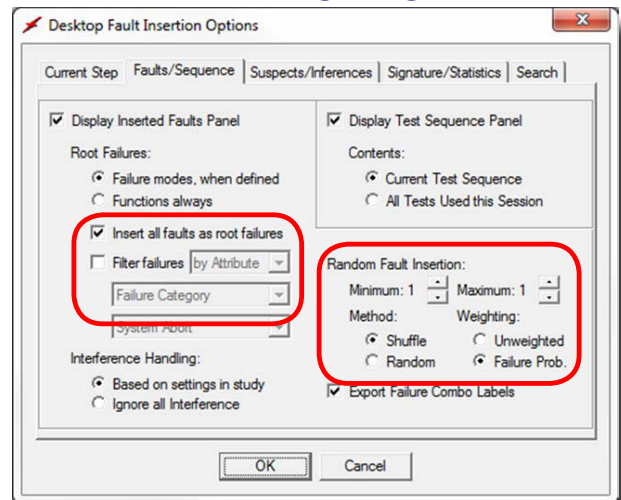 Desktop Fault Insertion Options
Current Step Faults/Sequence Suspects/Inferences Signature/Statistics Search
Display Inserted Faults Panel
Root Failures:
Failure modes, when defined
Functions always
Insert all faults as root failures
Filter failures by Attribute
Failure Category
System Abort
Interference Handling:
Based on settings in study
Ignore all Interference
Display Test Sequence Panel
Contents:
Current Test Sequence
All Tests Used this Session
Random Fault Insertion:
Minimum: 1 Maximum: 1
Method: Weighting:
Shuffle Unweighted
Random Failure Prob.
Export Failure Combo Labels
OK Cancel